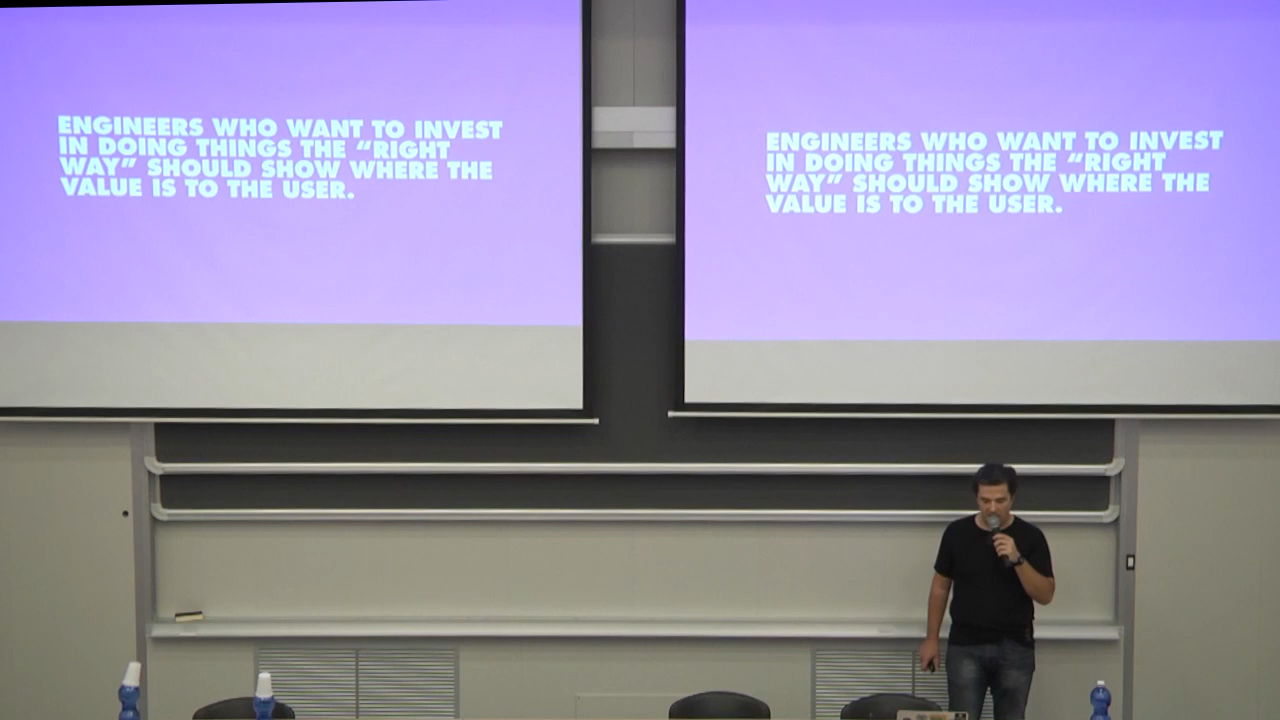 ENGINEERS WHO WANT TO INVEST
IN DOING THINGS THE “RIGHT
WAY” SHOULD SHOW WHERE THE
VALUE IS TO THE USER.
ENGINEERS WHO WANT TO INVEST
IN DOING THINGS THE “RIGHT
WAY” SHOULD SHOW WHERE THE
VALUE IS TO THE USER.